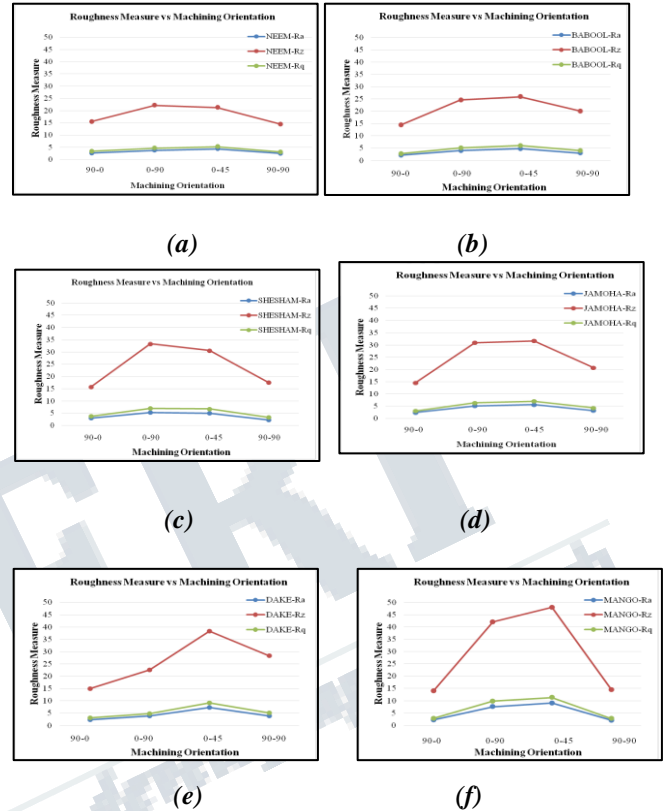 Roughness Measure vs Machining Orientation
NEEM-Ra
NEEM-Rz
NEEM-Rq
Roughness Measure
50
45
40
35
30
25
20
15
10
5
0
90-0 0-90 0-45 90-90
Machining Orientation
(a)
Roughness Measure vs Machining Orientation
BABOOL-Ra
BABOOL-Rz
BABOOL-Rq
Roughness Measure
50
45
40
35
30
25
20
15
10
5
0
90-0 0-90 0-45 90-90
Machining Orientation
(b)
Roughness Measure vs Machining Orientation
SHESHAM-Ra
SHESHAM-Rz
SHESHAM-Rq
Roughness Measure
50
45
40
35
30
25
20
15
10
5
0
90-0 0-90 0-45 90-90
Machining Orientation
(c)
Roughness Measure vs Machining Orientation
JAMOHA-Ra
JAMOHA-Rz
JAMOHA-Rq
Roughness Measure
50
45
40
35
30
25
20
15
10
5
0
90-0 0-90 0-45 90-90
Machining Orientation
(d)
Roughness Measure vs Machining Orientation
DAKE-Ra
DAKE-Rz
DAKE-Rq
Roughness Measure
50
45
40
35
30
25
20
15
10
5
0
90-0 0-90 0-45 90-90
Machining Orientation
(e)
Roughness Measure vs Machining Orientation
MANGO-Ra
MANGO-Rz
MANGO-Rq
Roughness Measure
50
45
40
35
30
25
20
15
10
5
0
90-0 0-90 0-45 90-90
Machining Orientation
(f)